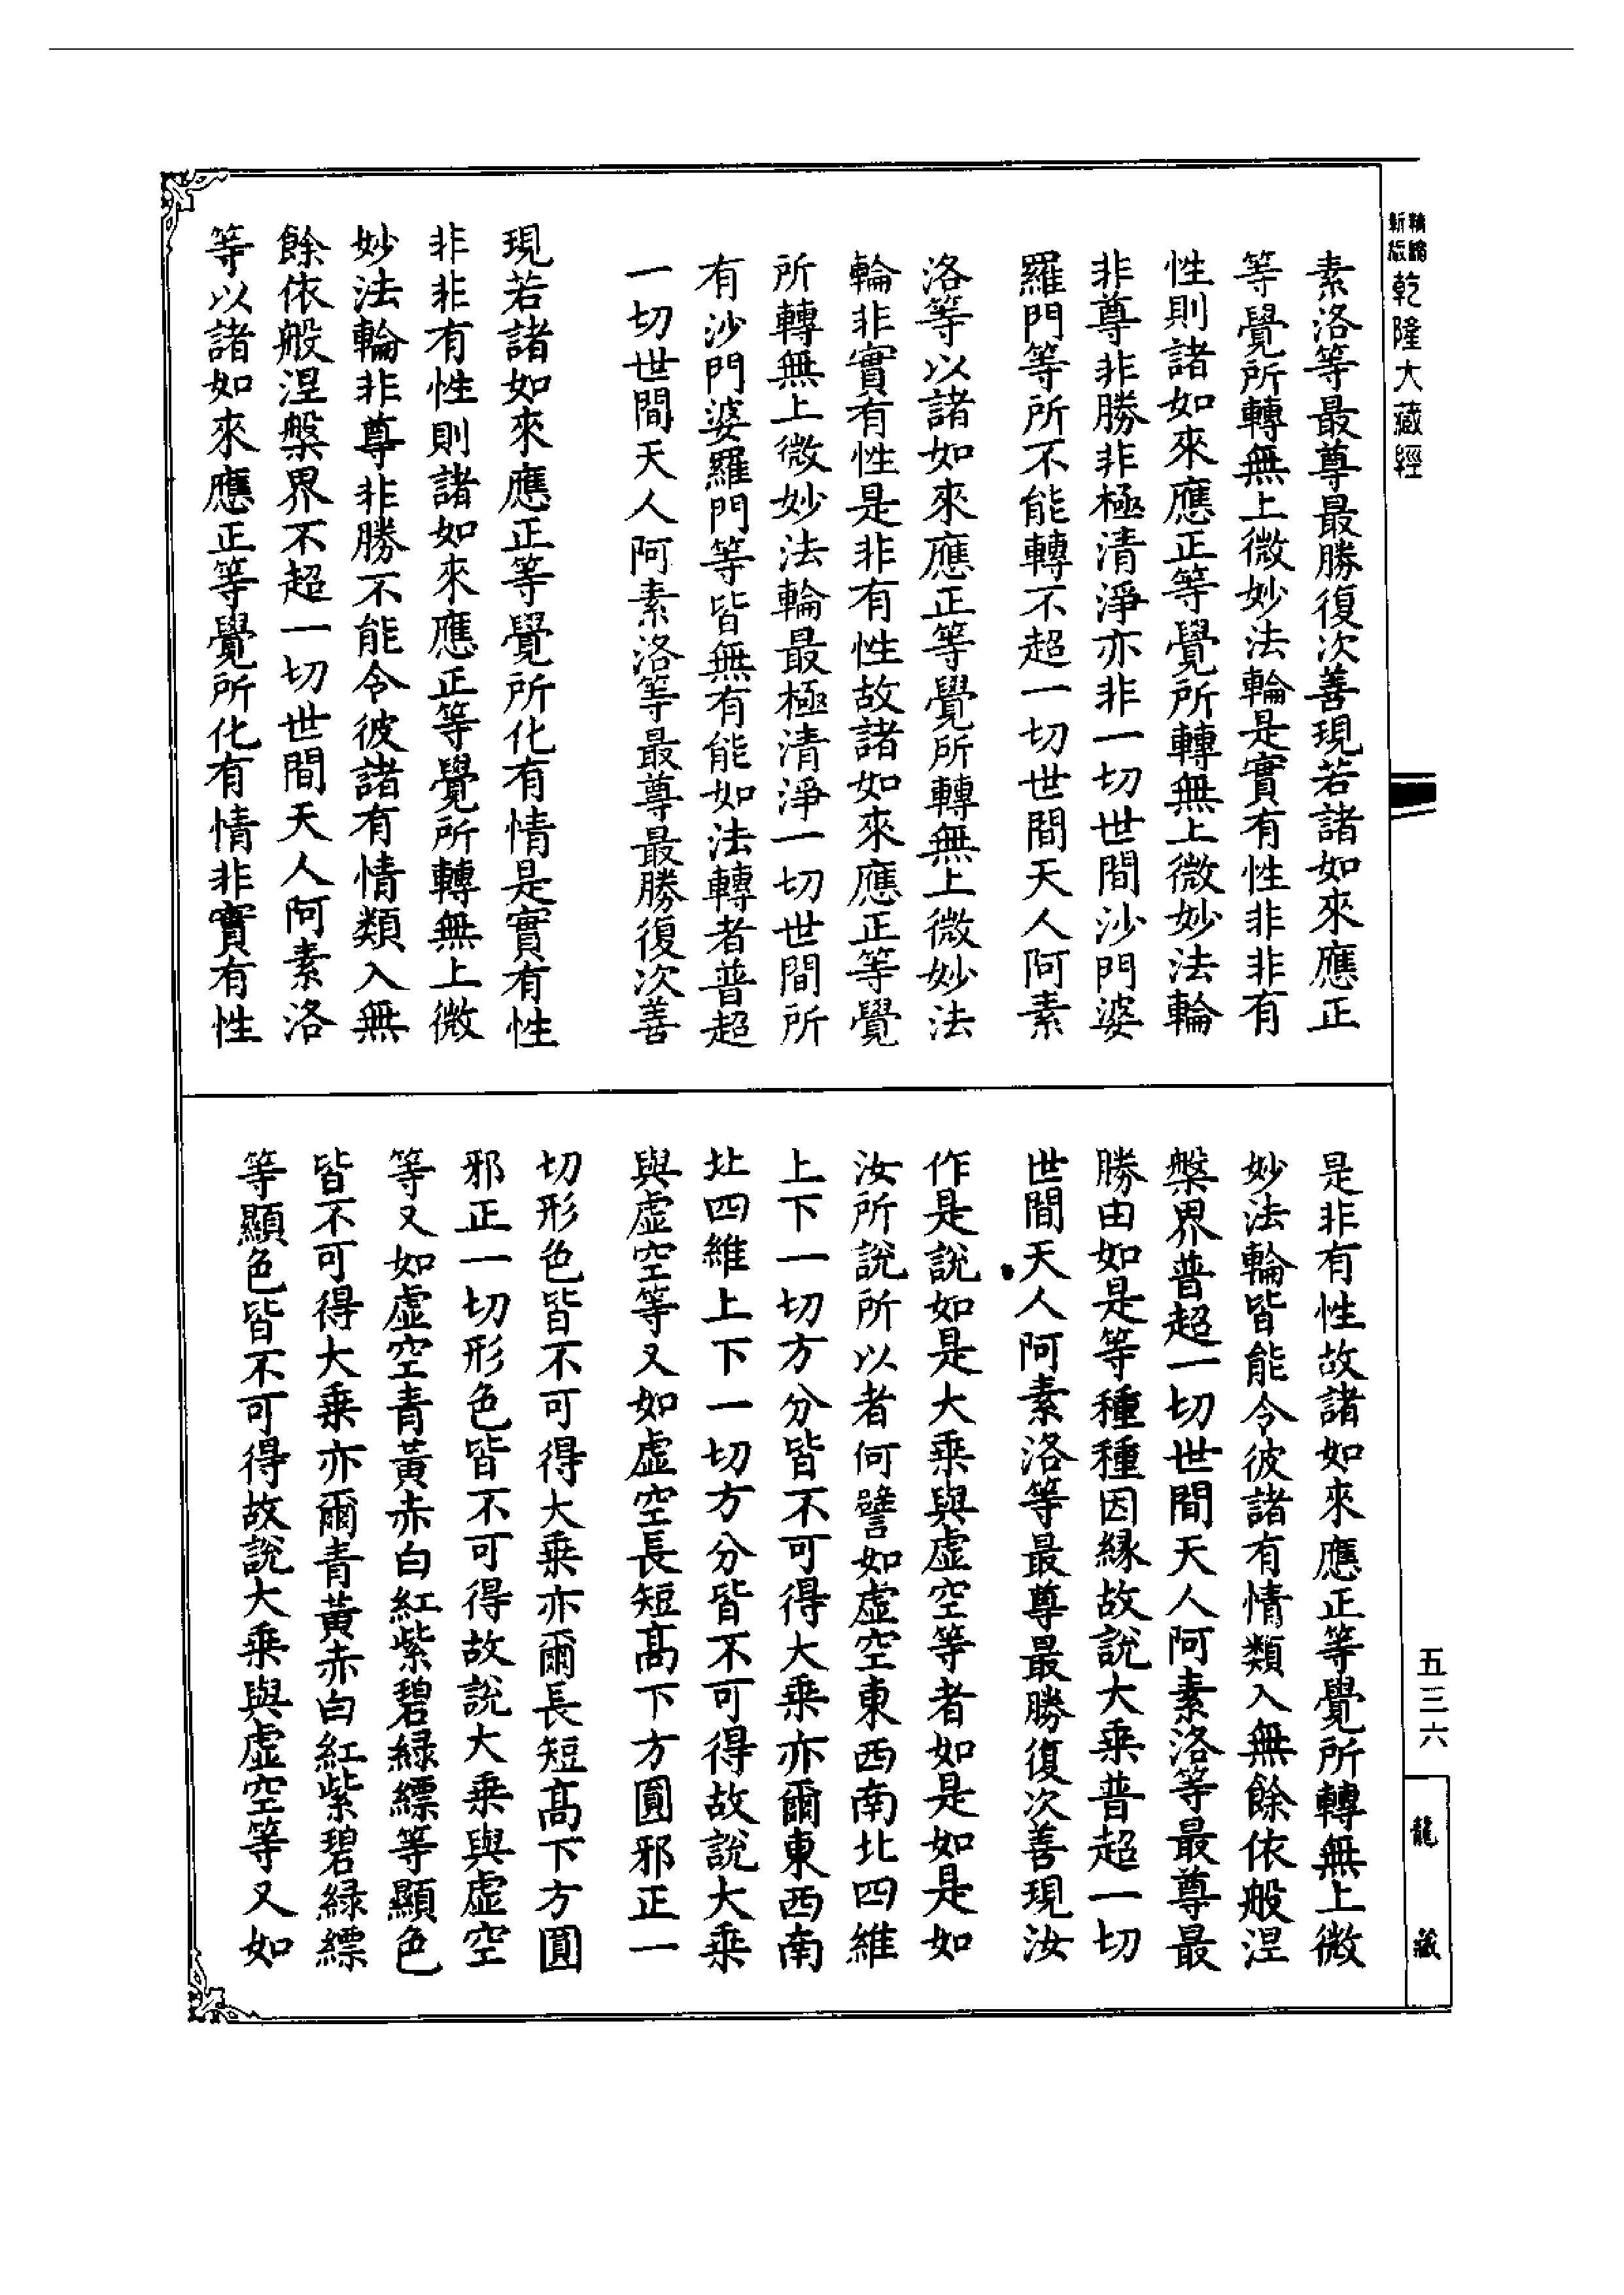 精縮新版乾隆大藏經
素洛等最尊最勝復次善現若諸如來應正
等覺所轉無上微妙法輪是實有性非非有
性則諸如來應正等覺所轉無上微妙法輪
非尊非勝非極清淨亦非一切世間沙門婆
羅門等所不能轉不超一切世間天人阿素
洛等以諸如來應正等覺所轉無上微妙法
輪非實有性是非有性故諸如來應正等覺
所轉無上微妙法輪最極清淨一切世間所
有沙門婆羅門等皆無有能如法轉者普超
一切世間天人阿素洛等最尊最勝復次善
現若諸如來應正等覺所化有情是實有性
非非有性則諸如來應正等覺所轉無上微
妙法輪非尊非勝不能令彼諸有情類入無
餘依般涅槃界不超一切世間天人阿素洛
等以諸如來應正等覺所化有情非實有性
是非有性故諸如來應正等覺所轉無上微
妙法輪皆能令彼諸有情類入無餘依般涅
槃界普超一切世間天人阿素洛等最尊最
勝由如是等種種因緣故說大乘普超一切
世間天人阿素洛等最尊最勝復次善現汝
作是說如是大乘與虛空等者如是如是如
汝所說所以者何譬如虛空東西南北四維
上下一切方分皆不可得大乘亦爾東西南
北四維上下一切方分皆不可得故說大乘
與虛空等又如虛空長短高下方圓邪正一
切形色皆不可得大乘亦爾長短高下方圓
邪正一切形色皆不可得故說大乘與虛空
等又如虛空青黃赤白紅紫碧綠縹等顯色
皆不可得大乘亦爾青黃赤白紅紫碧綠縹
等顯色皆不可得故說大乘與虛空等又如
五三六
龍藏